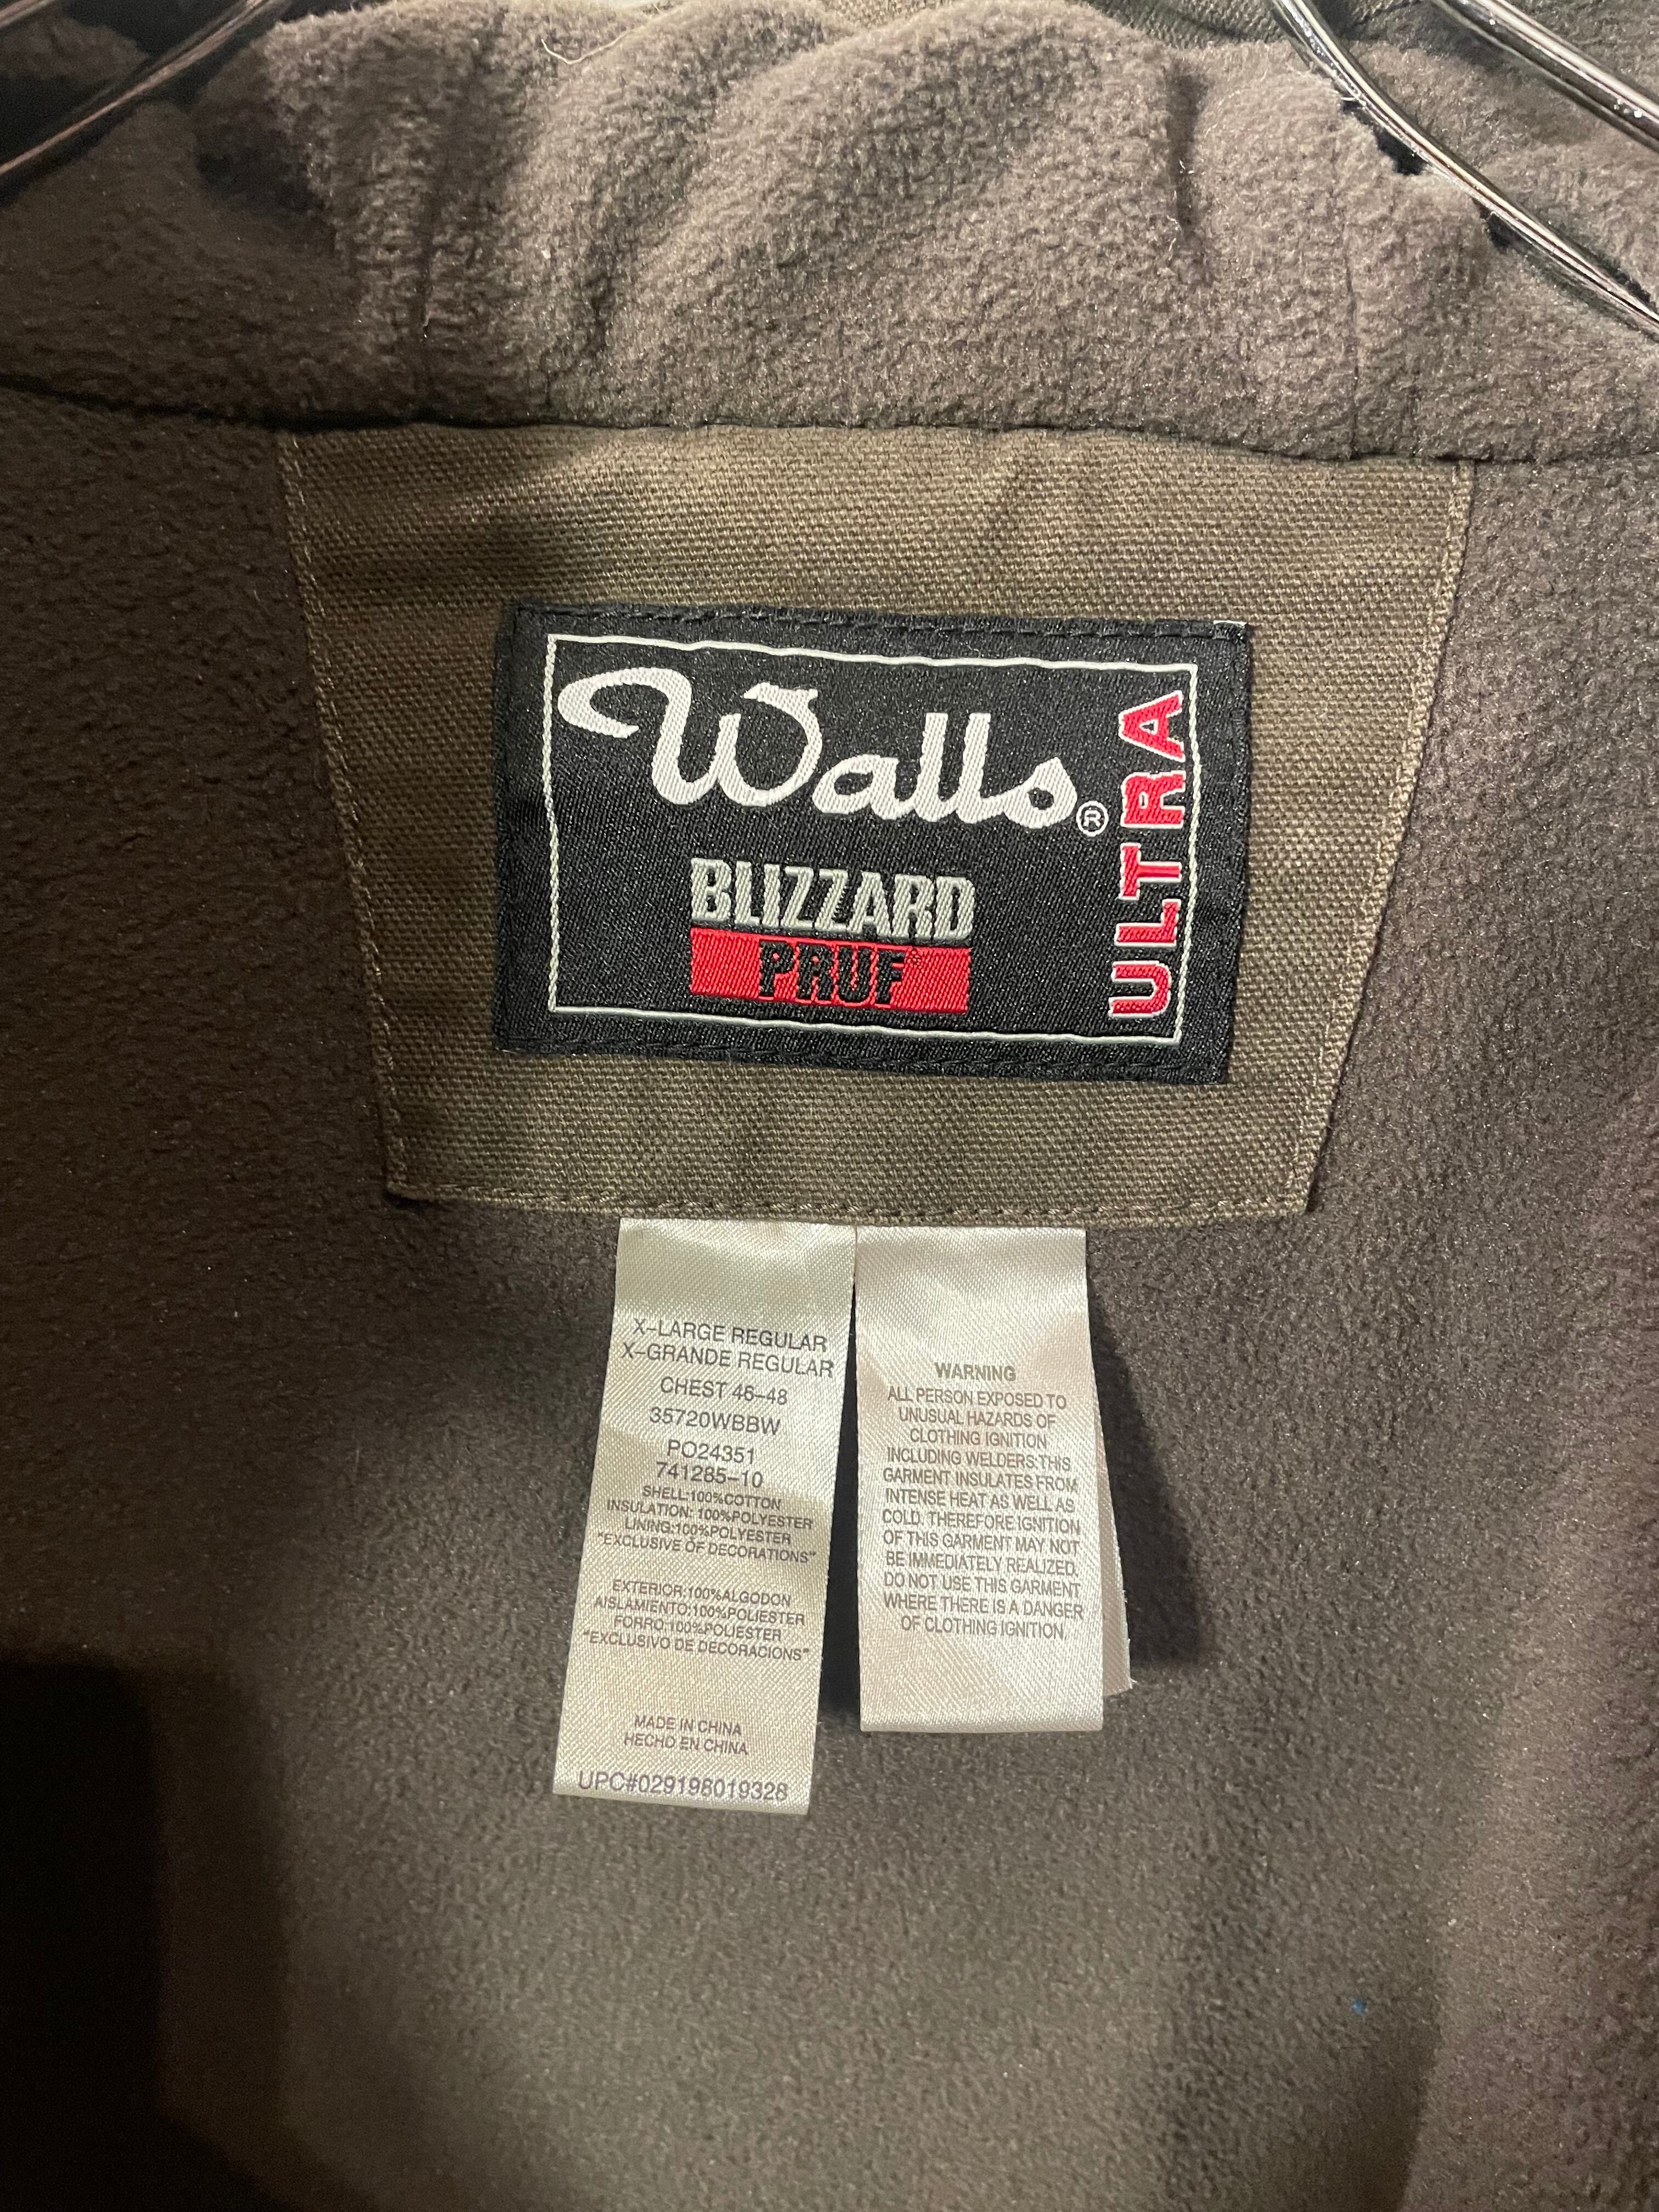 Walls®
BLIZZARD
PRUF
ULTRA
X-LARGE REGULAR
X-GRANDE REGULAR
CHEST 46-48
35720WBBW
PO24351
741285-10
SHELL:100%COTTON
INSULATION: 100%POLYESTER
LINING:100%POLYESTER
"EXCLUSIVE OF DECORATIONS"
EXTERIOR:100%ALGODON
AISLAMIENTO:100%POLIESTER
FORRO:100%POLIESTER
"EXCLUSIVO DE DECORACIONS"
MADE IN CHINA
HECHO EN CHINA
UPC#029198019328
WARNING
ALL PERSON EXPOSED TO
UNUSUAL HAZARDS OF
CLOTHING IGNITION
INCLUDING WELDERS:THIS
GARMENT INSULATES FROM
INTENSE HEAT AS WELL AS
COLD. THEREFORE IGNITION
OF THIS GARMENT MAY NOT
BE IMMEDIATELY REALIZED.
DO NOT USE THIS GARMENT
WHERE THERE IS A DANGER
OF CLOTHING IGNITION.